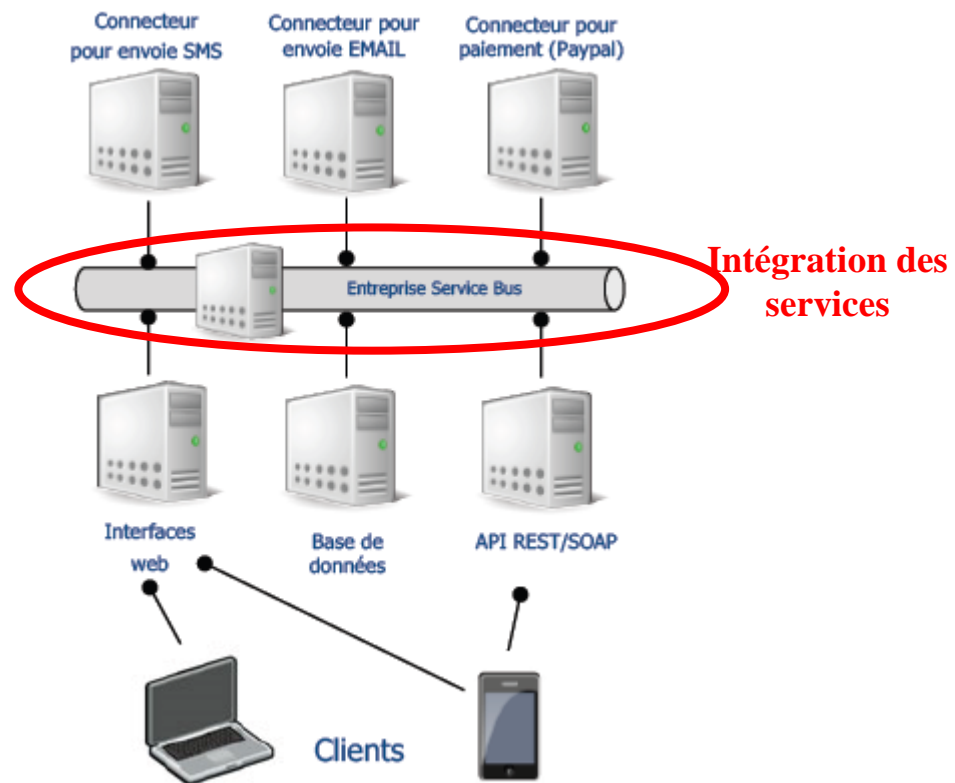 Connecteur
pour envoie SMS
Connecteur pour
envoie EMAIL
Connecteur pour
paiement (Paypal)
Entreprise Service Bus
Intégration des
services
Interfaces
web
Base de
données
API REST/SOAP
Clients